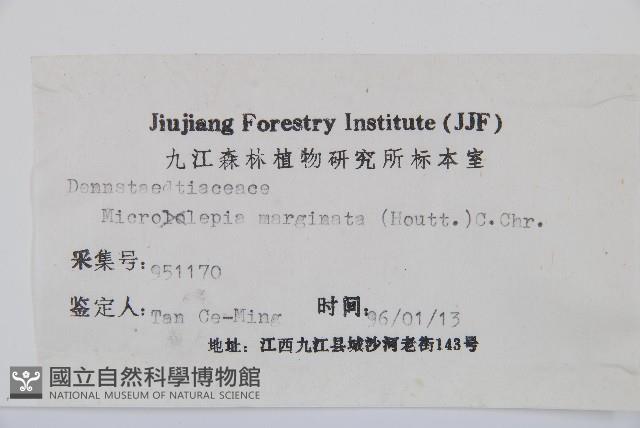 Jiujiang Forestry Institute (JJF)
九江森林植物研究所标本室
Dennstaedtiaceace
Microlepia marginata (Houtt.)C.Chr.
采集号:951170
鉴定人:Tan Ce-Ming 时间:96/01/13
地址: 江西九江县城沙河老街143号
國立自然科學博物館
NATIONAL MUSEUM OF NATURAL SCIENCE